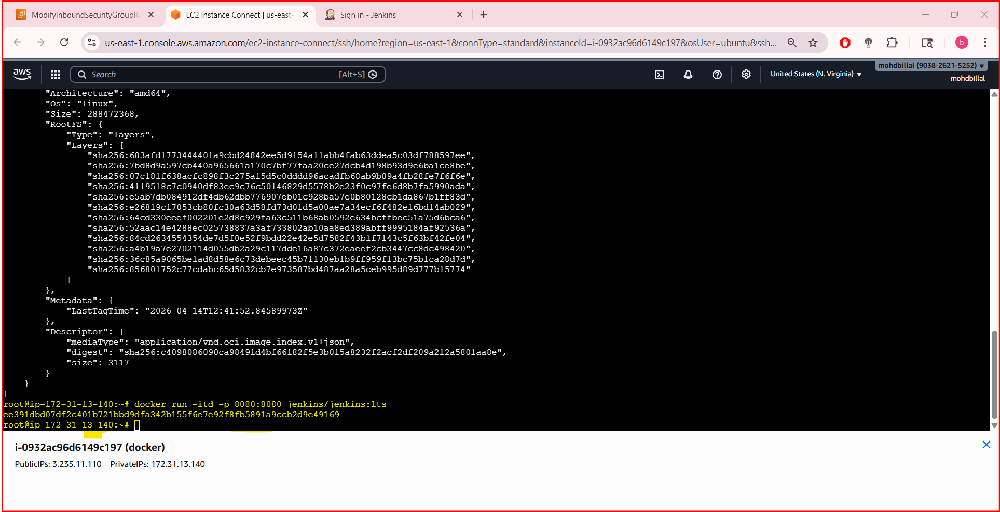 ModifyInboundSecurityGroupRu
EC2 Instance Connect | us-east-
Sign in - Jenkins
us-east-1.console.aws.amazon.com/ec2-instance-connect/ssh/home?region=us-east-1&connType=standard&instanceId=i-0932ac96d6149c197&osUser=ubuntu&ssh...
b
aws
Search
[Alt+S]
United States (N. Virginia)
mohdbillal (9038-2621-5252)
mohdbillal
"Architecture": "amd64",
"Os": "linux",
"Size": 288472368,
"RootFS": {
"Type": "layers",
"Layers": [
"sha256:683afd1773444401a9cbd24842ee5d9154a11abb4fab63ddea5c03df788597ee",
"sha256:7bd8d9a597cb440a965661a170c7bf77faa20ce27dcb4d198b93d9e6ba1ce8be",
"sha256:07c181f638acfc898f3c275a15d5c0dddd96acadfb68ab9b89a4fb28fe7f6f6e",
"sha256:4119518c7c0940df83ec9c76c50146829d5578b2e23f0c97fe6d8b7fa5990ada",
"sha256:e5ab7db084912df4db62dbb776907eb01c928ba57e0b80128cb1da867b1ff83d",
"sha256:e26819c17053cb80fc30a63d58fd73d01d5a00ae7a34ecf6f482e16bd14ab029",
"sha256:64cd330eeef002201e2d8c929fa63c511b68ab0592e634bcffbec51a75d6bca6",
"sha256:52aac14e4288ec025738837a3af733802ab10aa8ed389abff9995184af92536a",
"sha256:84cd2634554354de7d5f0e52f9bdd22e42e5d7582f43b1f7143c5f63bf42fe04",
"sha256:a4b19a7e2702114d055db2a29c117dde16a87c372eaeef2cb3447cc8dc498420",
"sha256:36c85a9065be1ad8d58e6c73debeec45b71130eb1b9ff959f13bc75b1ca28d7d",
"sha256:856801752c77cdabc65d5832cb7e973587bd487aa28a5ceb995d89d777b15774"
]
},
"Metadata": {
"LastTagTime": "2026-04-14T12:41:52.84589973Z"
},
"Descriptor": {
"mediaType": "application/vnd.oci.image.index.v1+json",
"digest": "sha256:c4098086090ca98491d4bf66182f5e3b015a8232f2acf2df209a212a5801aa8e",
"size": 3117
}
}
]
root@ip-172-31-13-140:~# docker run -itd -p 8080:8080 jenkins/jenkins:lts
ee391dbd07df2c401b721bbd9dfa342b155f6e7e92f8fb5891a9ccb2d9e49169
root@ip-172-31-13-140:~#
i-0932ac96d6149c197 (docker)
PublicIPs: 3.235.11.110 PrivateIPs: 172.31.13.140